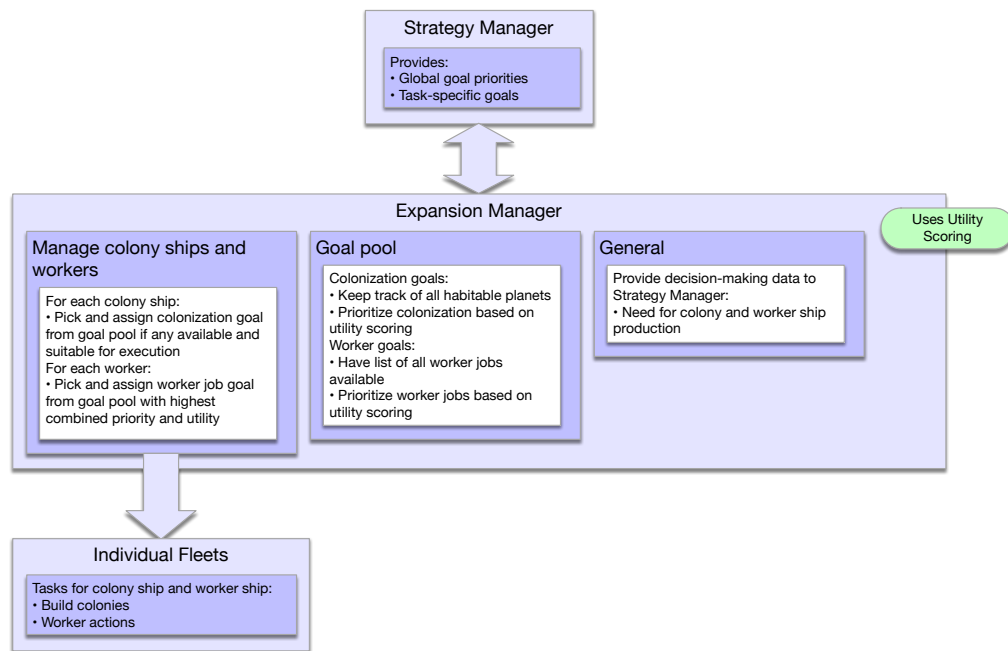 Strategy Manager
Provides:
• Global goal priorities
• Task-specific goals
Expansion Manager
Uses Utility
Scoring
Manage colony ships and
workers
For each colony ship:
• Pick and assign colonization goal
from goal pool if any available and
suitable for execution
For each worker:
• Pick and assign worker job goal
from goal pool with highest
combined priority and utility
Goal pool
Colonization goals:
• Keep track of all habitable planets
• Prioritize colonization based on
utility scoring
Worker goals:
• Have list of all worker jobs
available
• Prioritize worker jobs based on
utility scoring
General
Provide decision-making data to
Strategy Manager:
• Need for colony and worker ship
production
Individual Fleets
Tasks for colony ship and worker ship:
• Build colonies
• Worker actions